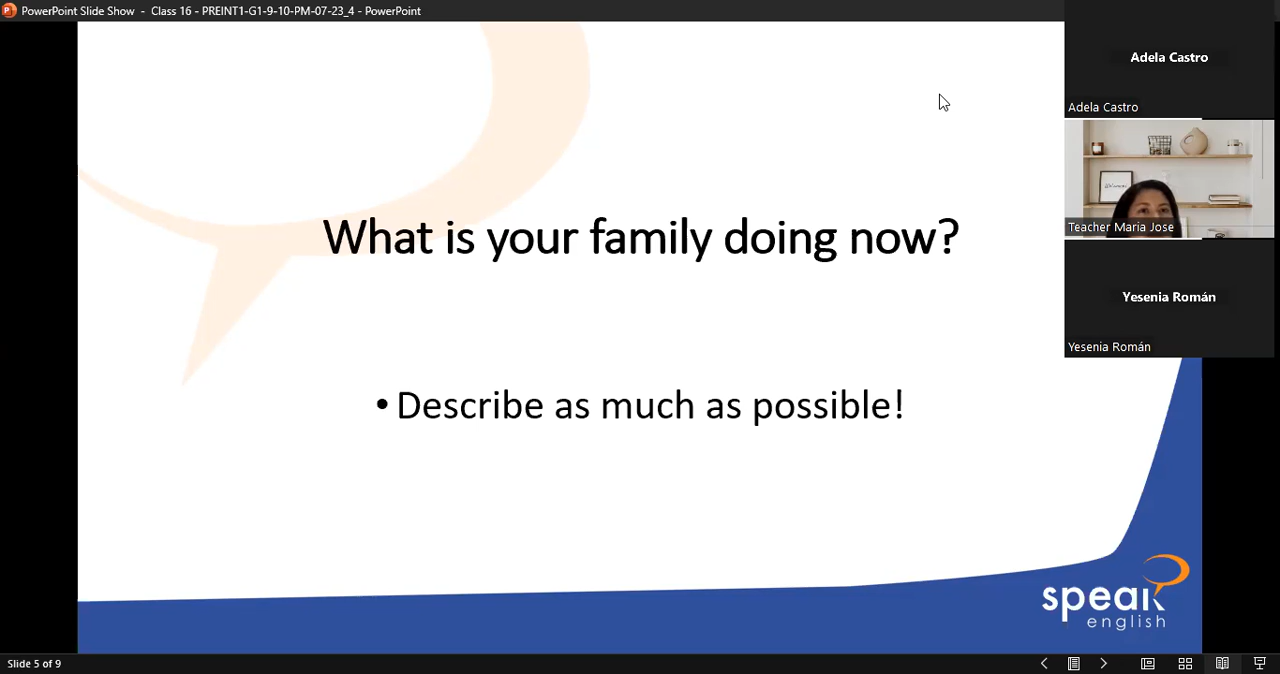 PowerPoint Slide Show - Class 16 - PREINT1-G1-9-10-PM-07-23_4 - PowerPoint
Adela Castro
Adela Castro
Teacher Maria Jose
What is your family doing now?
Yesenia Román
Yesenia Román
• Describe as much as possible!
speak
english
Slide 5 of 9